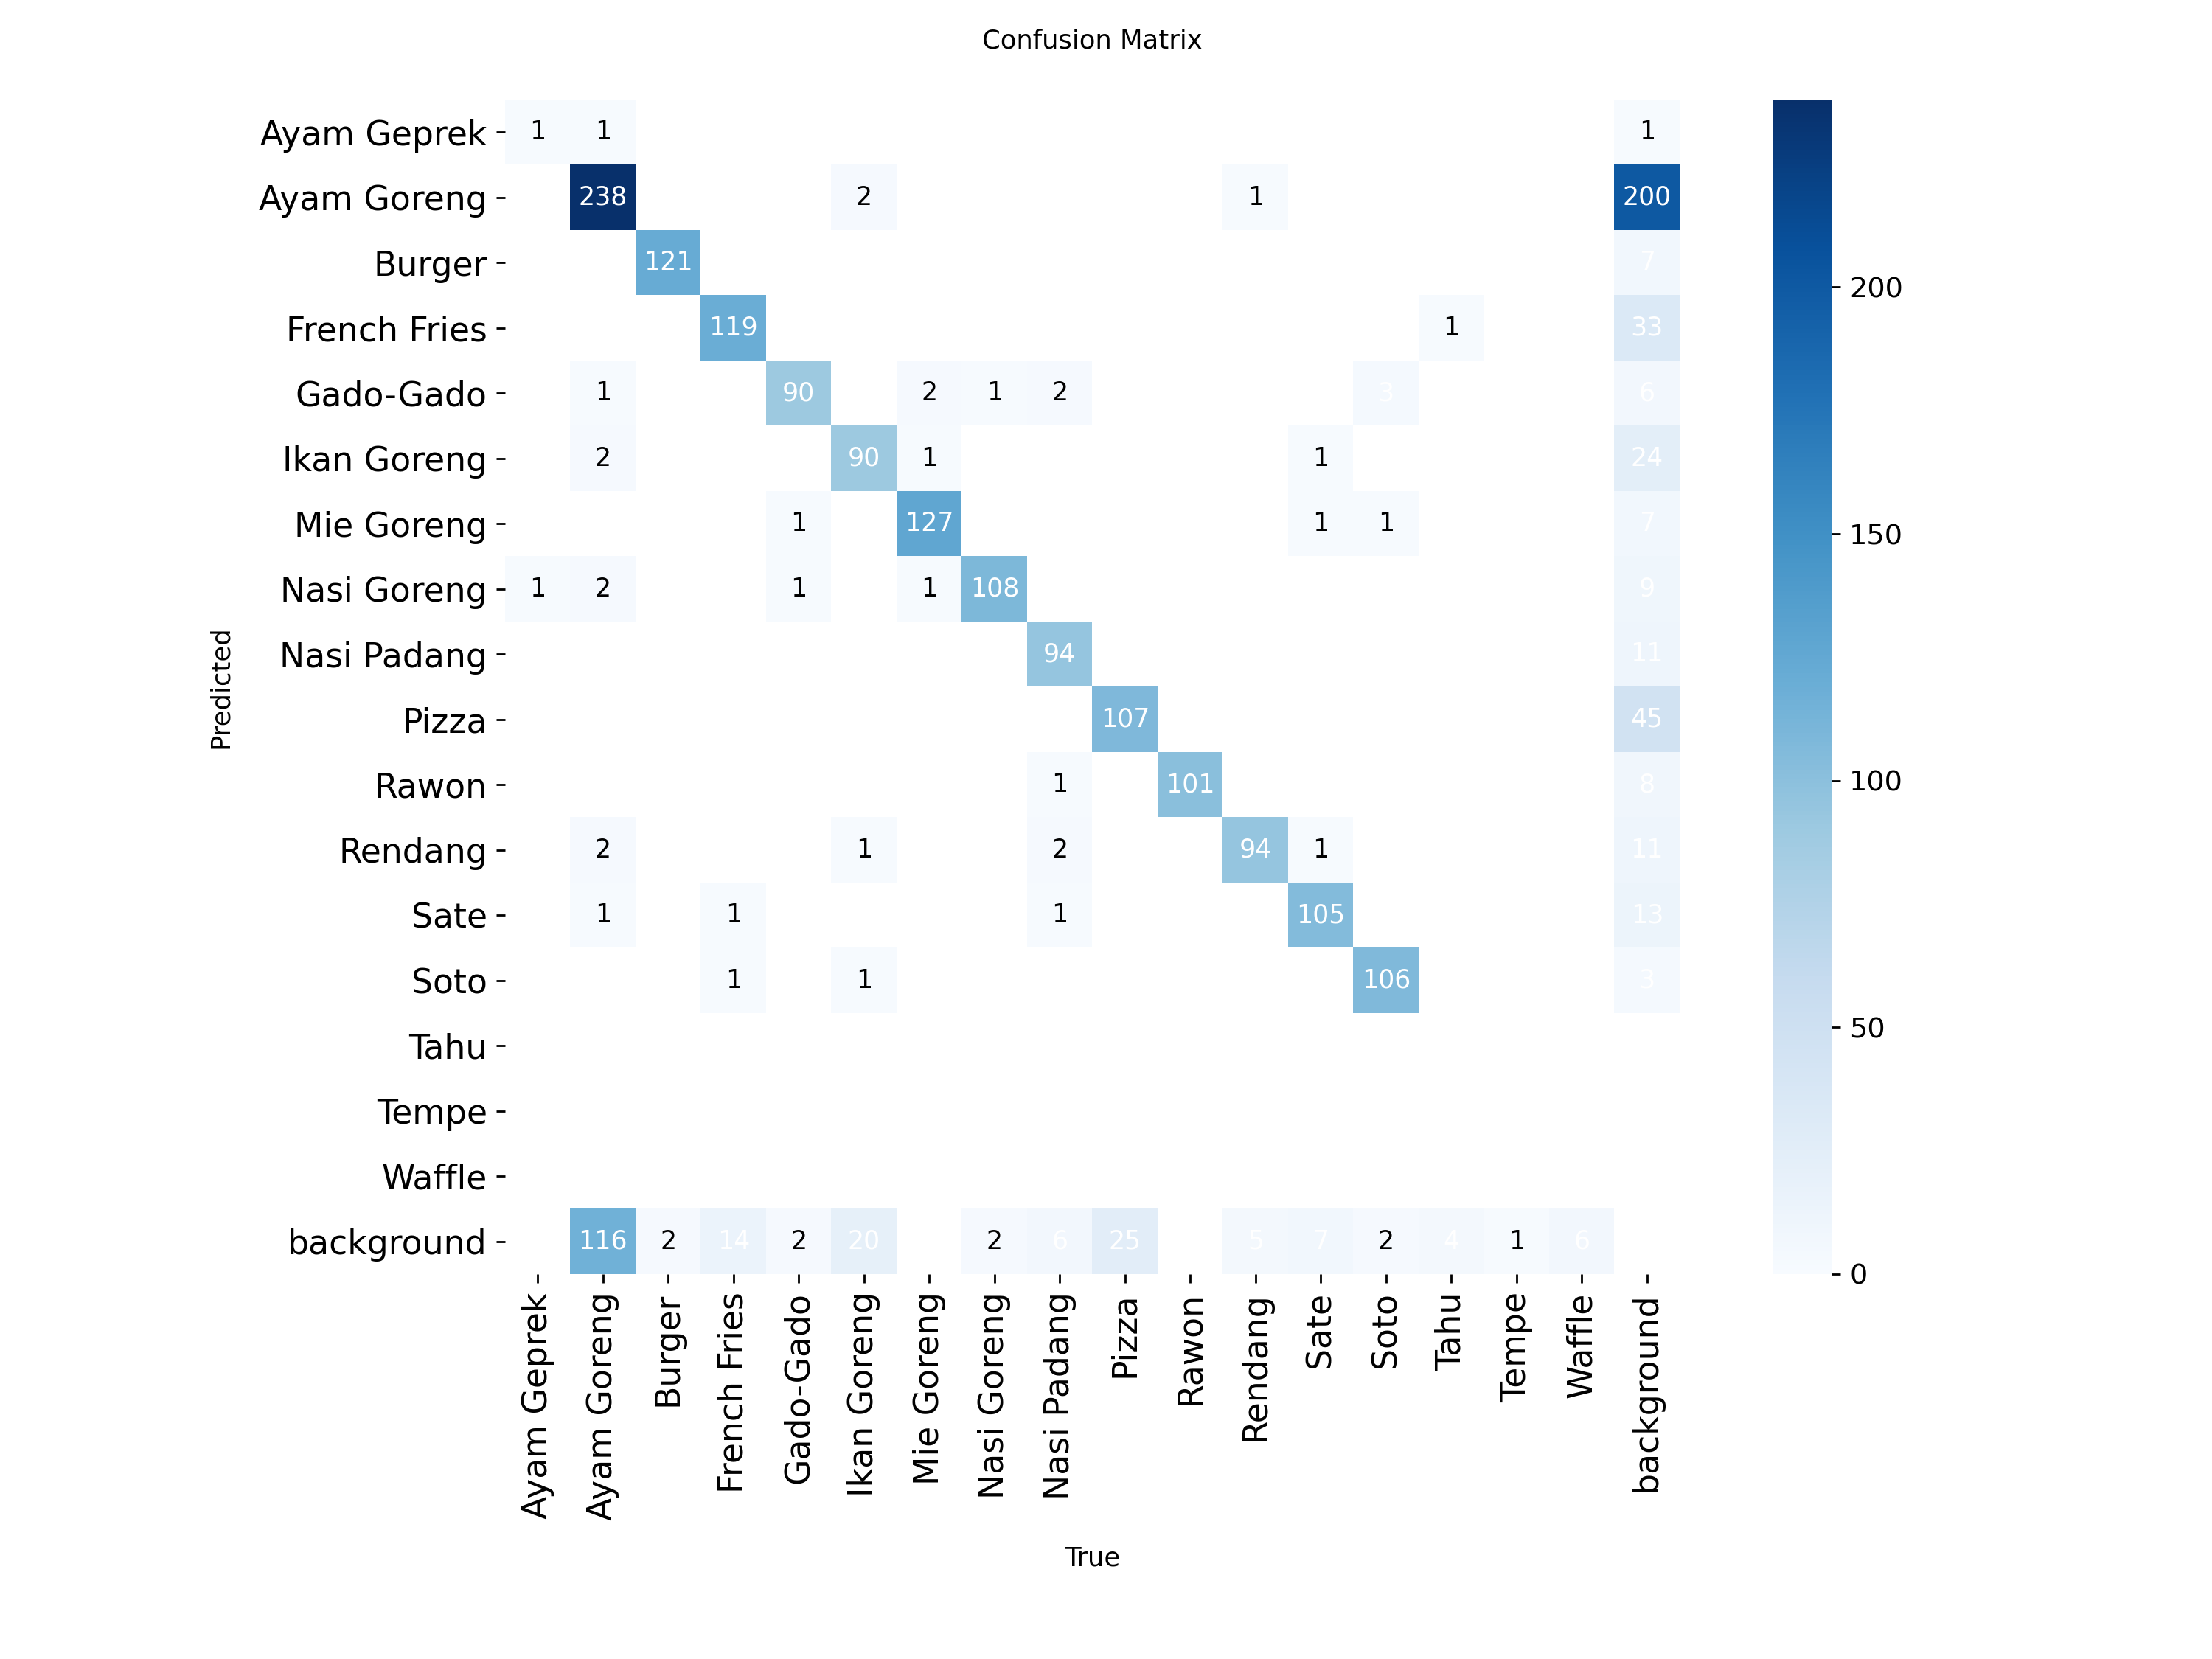 Confusion Matrix
Ayam Geprek 1 1 1
Ayam Goreng 238 2 1 200
Burger 121 7
French Fries 119 1 33
200
Gado-Gado 1 90 2 1 2 3 6
Ikan Goreng 2 90 1 1 24
Mie Goreng 1 127 1 1 7
150
Nasi Goreng 1 2 1 1 108 9
Nasi Padang 94 11
Predicted
Pizza 107 45
Rawon 1 101 8
100
Rendang 2 1 2 94 1 11
Sate 1 1 1 105 13
Soto 1 1 106 3
Tahu
50
Tempe
Waffle
background 116 2 14 2 20 2 6 25 5 7 2 4 1 6
0
Ayam Geprek
Ayam Goreng
Burger
French Fries
Gado-Gado
Ikan Goreng
Mie Goreng
Nasi Goreng
Nasi Padang
Pizza
Rawon
Rendang
Sate
Soto
Tahu
Tempe
Waffle
background
True